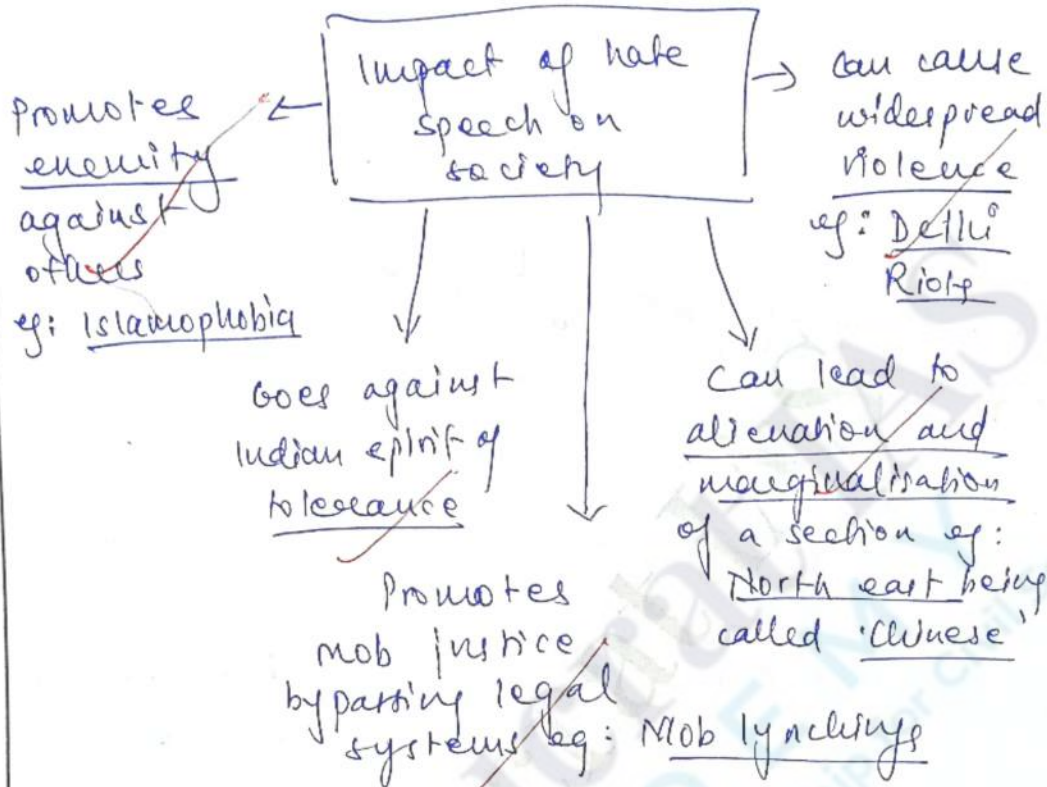 Impact of hate
speech on
society
Promotes
enemity
against
others
eg: Islamophobia
Goes against
Indian spirit of
tolerance
Promotes
mob justice
bypassing legal
systems eg: Mob lynchings
Can lead to
alienation and
marginalisation
of a section eg:
North east being
called 'Chinese'
can cause
widespread
violence
eg: Delhi
Riots